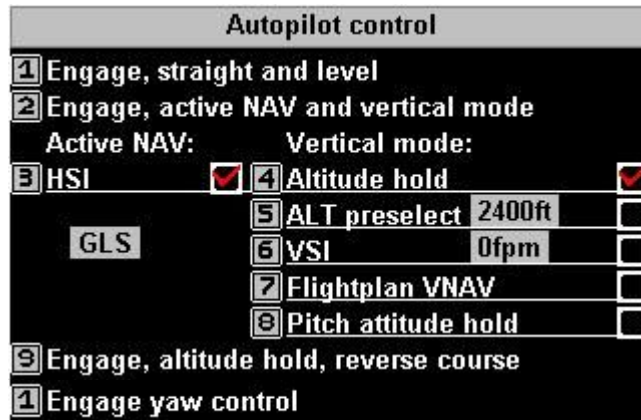 Autopilot control
1 Engage, straight and level
2 Engage, active NAV and vertical mode
Active NAV: Vertical mode:
3 HSI 4 Altitude hold
5 ALT preselect 2400ft
GLS 6 VSI 0fpm
7 Flightplan VNAV
8 Pitch attitude hold
9 Engage, altitude hold, reverse course
1 Engage yaw control